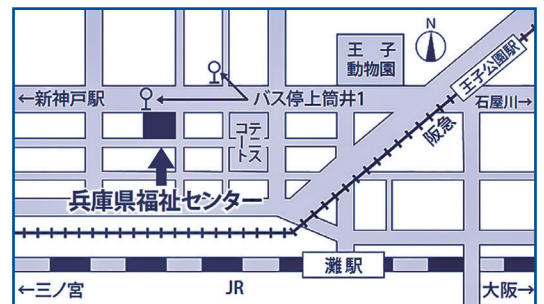 N
王子
動物園
王子公園駅
←新神戸駅
バス停上筒井1
石屋川→
テニス
コート
阪急
兵庫県福祉センター
灘駅
←三ノ宮
JR
大阪→